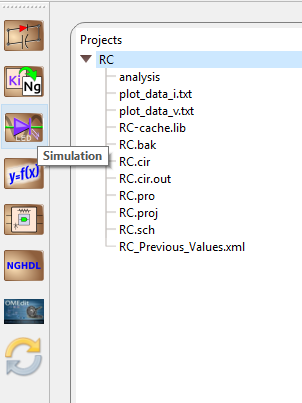 Projects
RC
analysis
plot_data_i.txt
plot_data_v.txt
RC-cache.lib
RC.bak
RC.cir
RC.cir.out
RC.pro
RC.proj
RC.sch
RC_Previous_Values.xml
Ki
Ng
LED
Simulation
y=f(x)
NGHDL
OMEdit